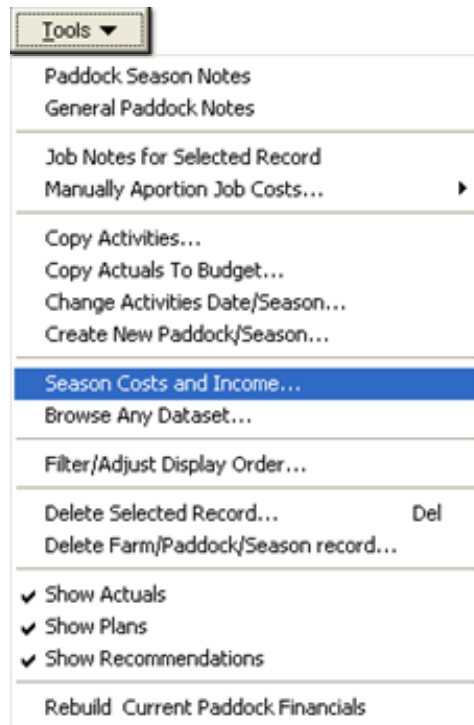 Tools
Paddock Season Notes
General Paddock Notes
Job Notes for Selected Record
Manually Aportion Job Costs...
Copy Activities...
Copy Actuals To Budget...
Change Activities Date/Season...
Create New Paddock/Season...
Season Costs and Income...
Browse Any Dataset...
Filter/Adjust Display Order...
Delete Selected Record... Del
Delete Farm/Paddock/Season record...
Show Actuals
Show Plans
Show Recommendations
Rebuild Current Paddock Financials